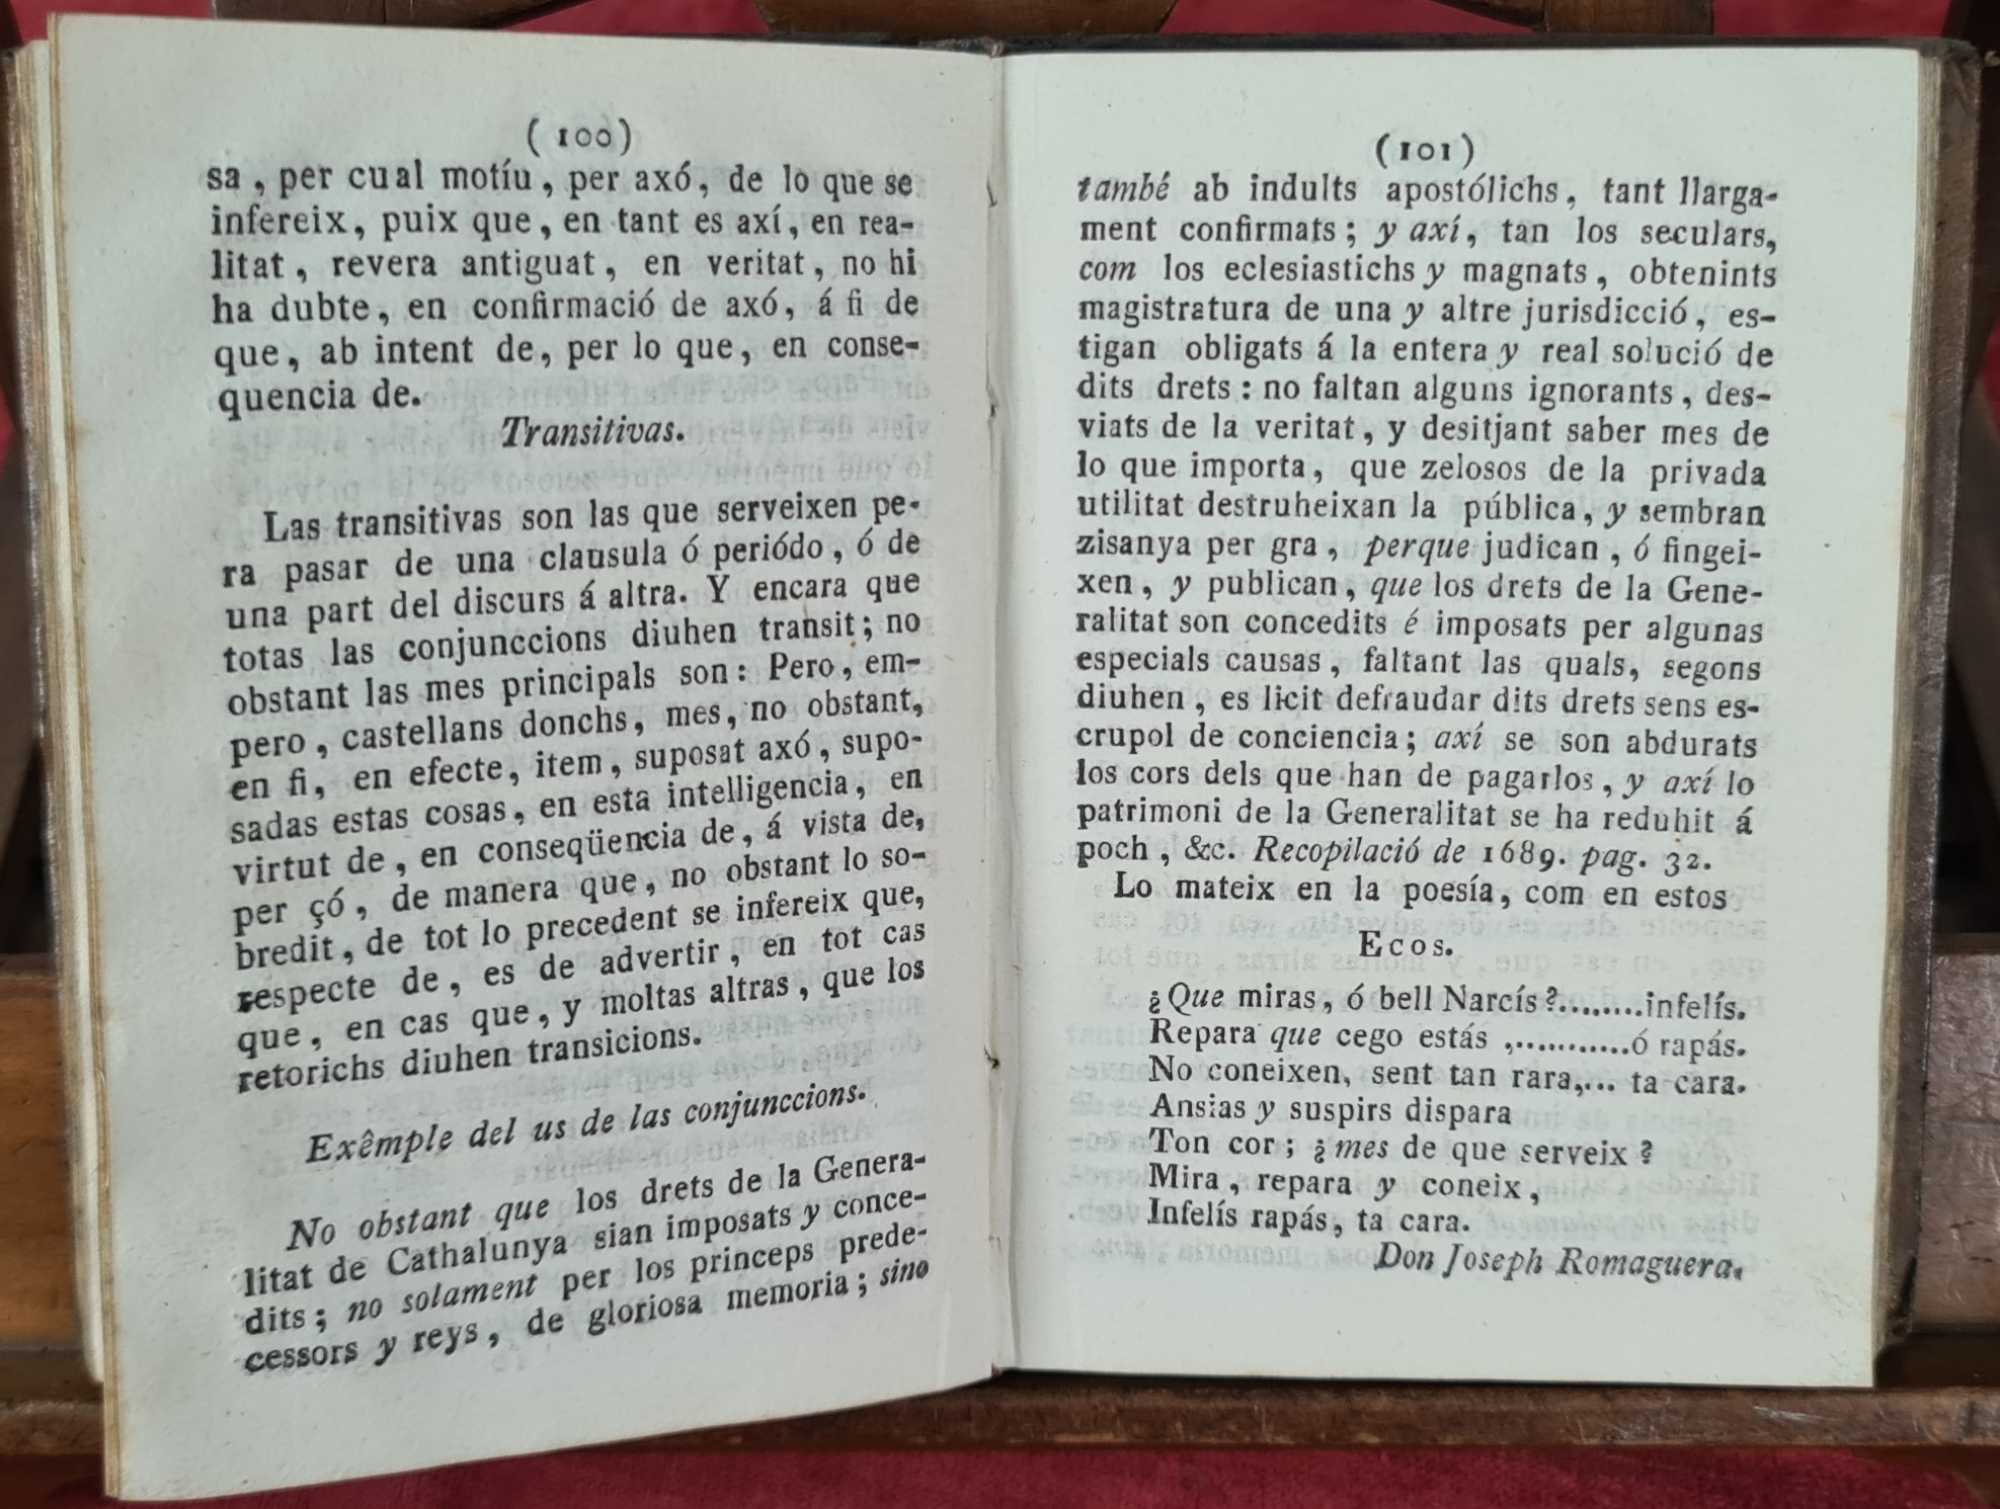 ( 100 )
sa , per cual motíu , per axó , de lo que se
infereix, puix que, en tant es axí, en rea-
litat , revera antiguat , en veritat , no hi
ha dubte, en confirmació de axó, á fi de
que, ab intent de, per lo que, en conse-
quencia de.
Transitivas.
Las transitivas son las que serveixen pe-
ra pasar de una clausula ó periódo, ó de
una part del discurs á altra. Y encara que
totas las conjunccions diuhen transit; no
obstant las mes principals son: Pero, em-
pero, castellans donchs, mes, no obstant,
en fi, en efecte, item, suposat axó, supo-
sadas estas cosas, en esta intelligencia, en
virtut de, en conseqüencia de, á vista de,
per çó, de manera que, no obstant lo so-
bredit, de tot lo precedent se infereix que,
respecte de, es de advertir, en tot cas
que, en cas que, y moltas altras, que los
retorichs diuhen transicions.
Exêmple del us de las conjunccions.
No obstant que los drets de la Genera-
litat de Cathalunya sian imposats y conce-
dits; no solament per los princeps prede-
cessors y reys, de gloriosa memoria; sino
( 101 )
també ab indults apostólichs, tant llarga-
ment confirmats; y axí, tan los seculars,
com los eclesiastichs y magnats, obtenints
magistratura de una y altre jurisdicció, es-
tigan obligats á la entera y real solució de
dits drets: no faltan alguns ignorants, des-
viats de la veritat, y desitjant saber mes de
lo que importa, que zelosos de la privada
utilitat destruheixan la pública, y sembran
zisanya per gra, perque judican, ó fingei-
xen, y publican, que los drets de la Gene-
ralitat son concedits é imposats per algunas
especials causas, faltant las quals, segons
diuhen, es licit defraudar dits drets sens es-
crupol de conciencia; axí se son abdurats
los cors dels que han de pagarlos, y axí lo
patrimoni de la Generalitat se ha reduhit á
poch, &c. Recopilació de 1689. pag. 32.
Lo mateix en la poesía, com en estos
Ecos.
¿Que miras, ó bell Narcís?........infelís.
Repara que cego estás ,...........ó rapás.
No coneixen, sent tan rara,... ta cara.
Ansias y suspirs dispara
Ton cor; ¿mes de que serveix?
Mira, repara y coneix,
Infelís rapás, ta cara.
Don Joseph Romaguera.